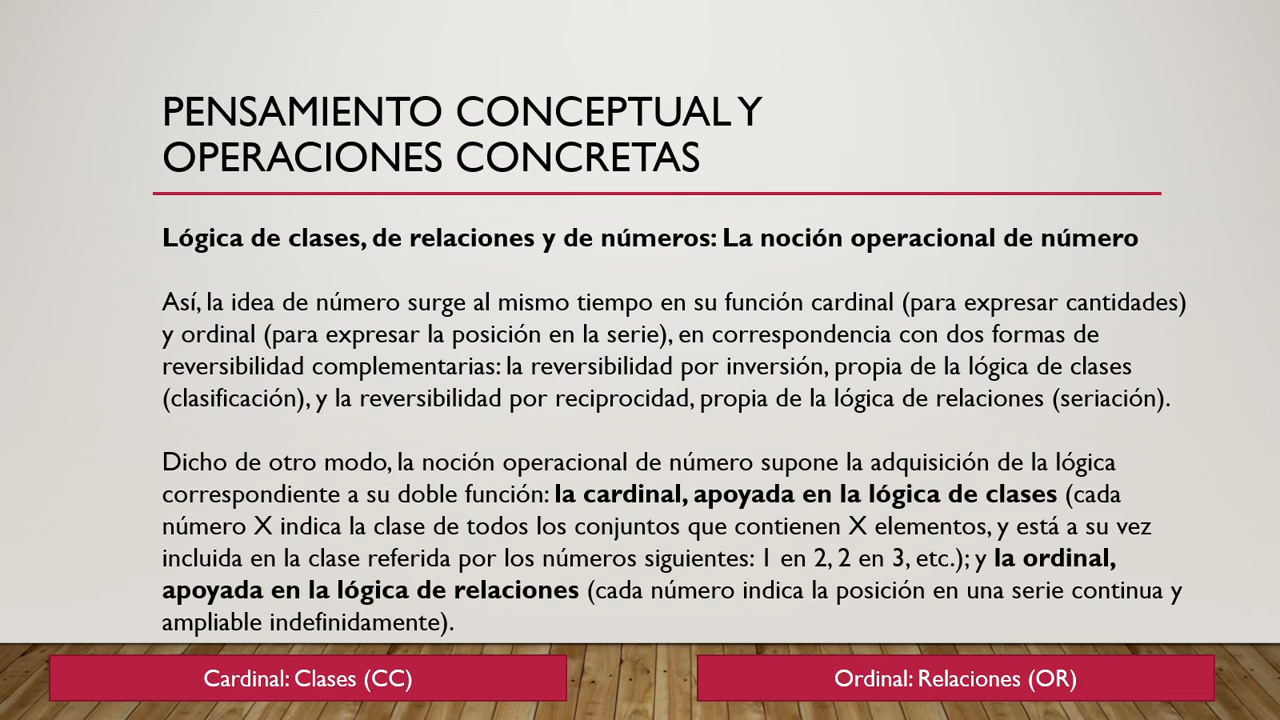 PENSAMIENTO CONCEPTUAL Y
OPERACIONES CONCRETAS
Lógica de clases, de relaciones y de números: La noción operacional de número
Así, la idea de número surge al mismo tiempo en su función cardinal (para expresar cantidades)
y ordinal (para expresar la posición en la serie), en correspondencia con dos formas de
reversibilidad complementarias: la reversibilidad por inversión, propia de la lógica de clases
(clasificación), y la reversibilidad por reciprocidad, propia de la lógica de relaciones (seriación).
Dicho de otro modo, la noción operacional de número supone la adquisición de la lógica
correspondiente a su doble función: la cardinal, apoyada en la lógica de clases (cada
número X indica la clase de todos los conjuntos que contienen X elementos, y está a su vez
incluida en la clase referida por los números siguientes: 1 en 2, 2 en 3, etc.); y la ordinal,
apoyada en la lógica de relaciones (cada número indica la posición en una serie continua y
ampliable indefinidamente).
Cardinal: Clases (CC)
Ordinal: Relaciones (OR)